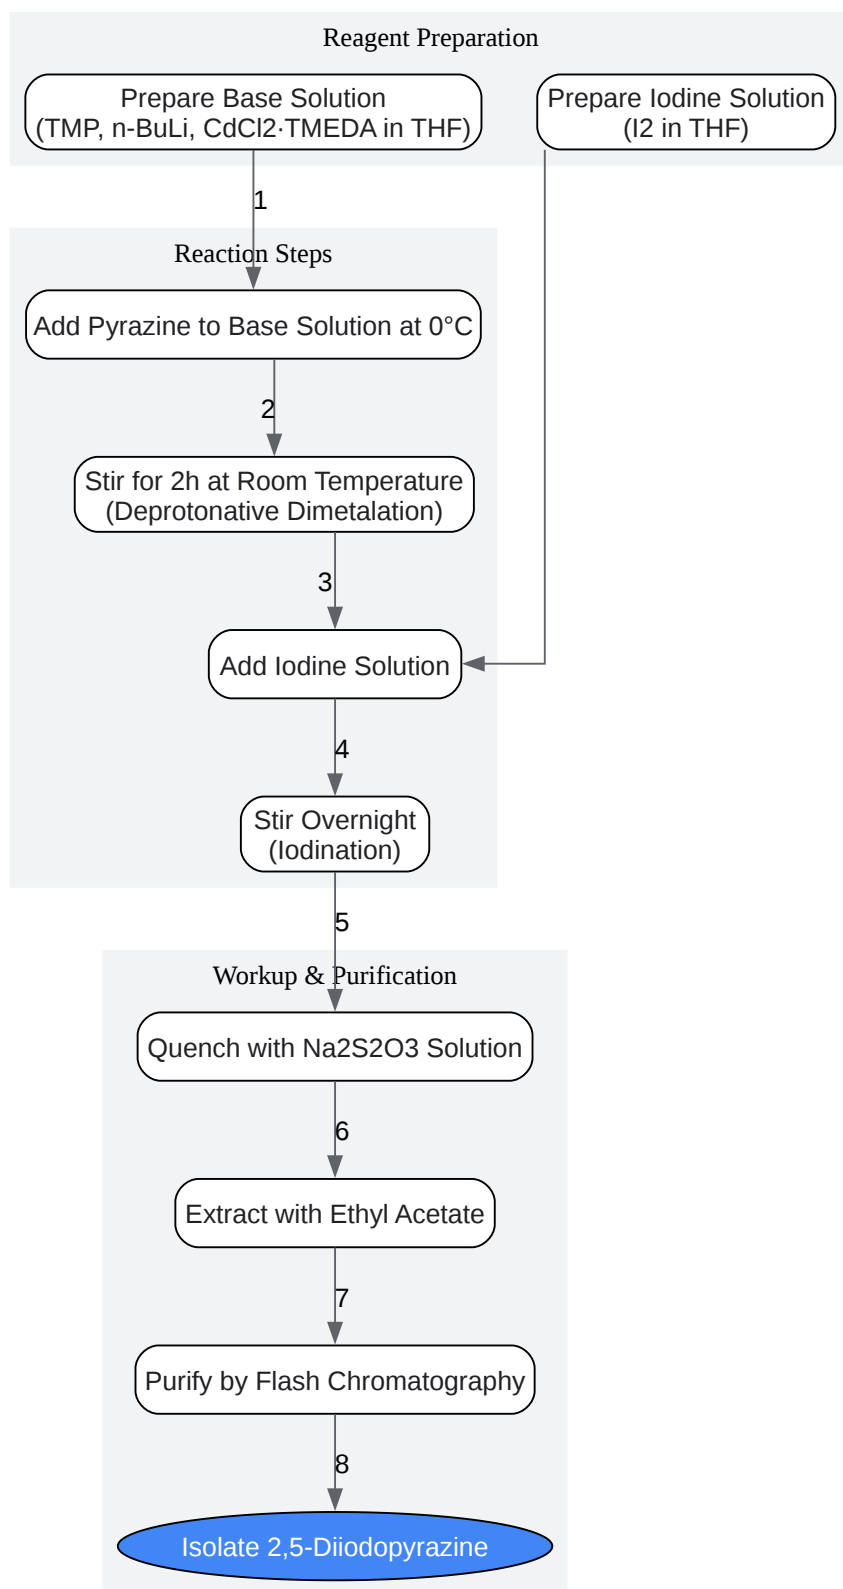 Reagent Preparation
Prepare Base Solution
(TMP, n-BuLi, CdCl2·TMEDA in THF)
Prepare Iodine Solution
(I2 in THF)
1
Reaction Steps
Add Pyrazine to Base Solution at 0°C
2
Stir for 2h at Room Temperature
(Deprotonative Dimetalation)
3
Add Iodine Solution
4
Stir Overnight
(Iodination)
5
Workup & Purification
Quench with Na2S2O3 Solution
6
Extract with Ethyl Acetate
7
Purify by Flash Chromatography
8
Isolate 2,5-Diiodopyrazine